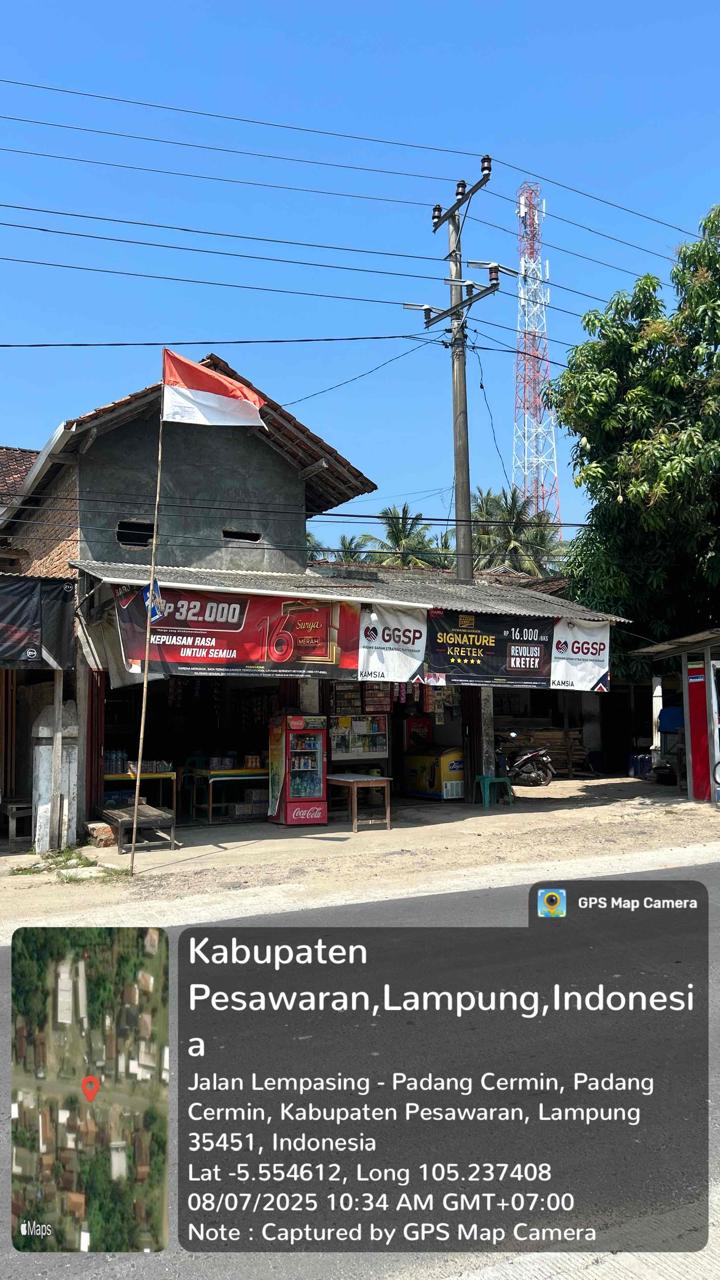 Rp 32.000
KEPUASAN RASA
UNTUK SEMUA
16
Surya
MERAH
GGSP
KAMSIA
SIGNATURE
KRETEK
RP 16.000
REVOLUSI
KRETEK
GGSP
KAMSIA
Coca-Cola
GPS Map Camera
Kabupaten
Pesawaran,Lampung,Indonesi
a
Jalan Lempasing - Padang Cermin, Padang
Cermin, Kabupaten Pesawaran, Lampung
35451, Indonesia
Lat -5.554612, Long 105.237408
08/07/2025 10:34 AM GMT+07:00
Note : Captured by GPS Map Camera
Maps